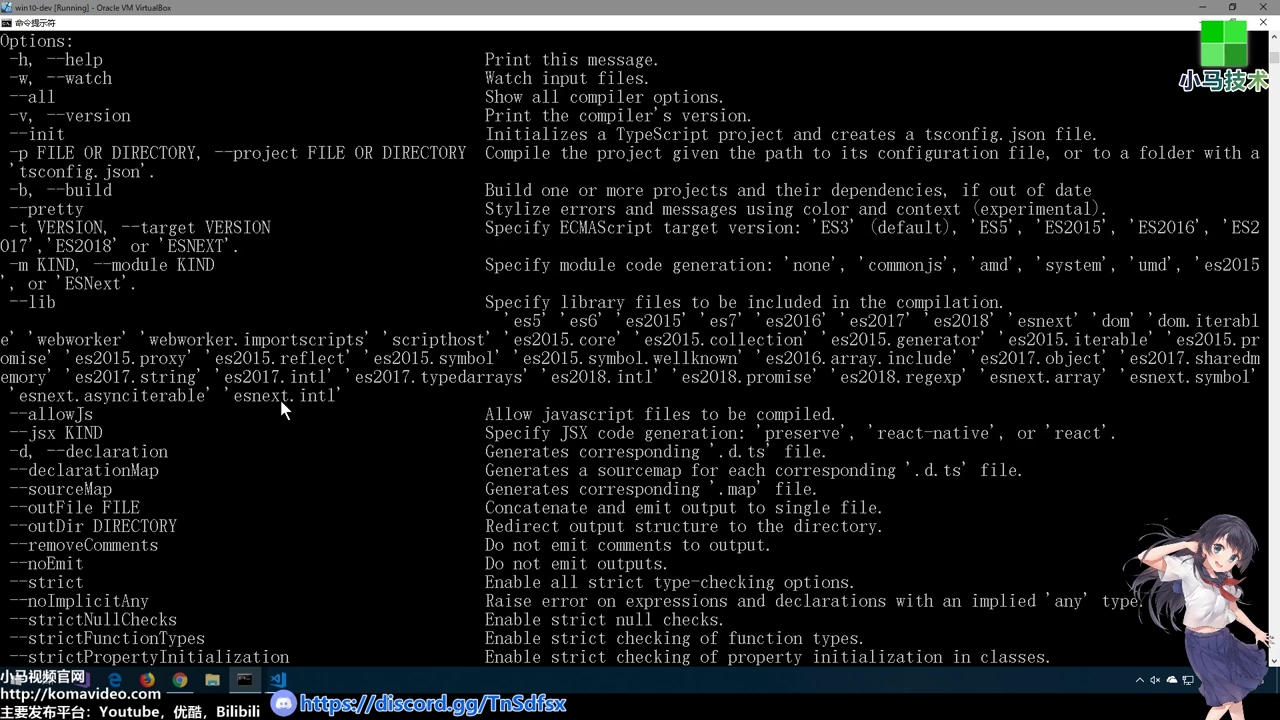 win10-dev [Running] - Oracle VM VirtualBox
命令提示符
小马技术
Options:
-h, --help Print this message.
-w, --watch Watch input files.
--all Show all compiler options.
-v, --version Print the compiler's version.
--init Initializes a TypeScript project and creates a tsconfig.json file.
-p FILE OR DIRECTORY, --project FILE OR DIRECTORY Compile the project given the path to its configuration file, or to a folder with a
'tsconfig.json'.
-b, --build Build one or more projects and their dependencies, if out of date
--pretty Stylize errors and messages using color and context (experimental).
-t VERSION, --target VERSION Specify ECMAScript target version: 'ES3' (default), 'ES5', 'ES2015', 'ES2016', 'ES2
017','ES2018' or 'ESNEXT'.
-m KIND, --module KIND Specify module code generation: 'none', 'commonjs', 'amd', 'system', 'umd', 'es2015
', or 'ESNext'.
--lib Specify library files to be included in the compilation.
'es5' 'es6' 'es2015' 'es7' 'es2016' 'es2017' 'es2018' 'esnext' 'dom' 'dom.iterabl
e' 'webworker' 'webworker.importscripts' 'scripthost' 'es2015.core' 'es2015.collection' 'es2015.generator' 'es2015.iterable' 'es2015.pr
omise' 'es2015.proxy' 'es2015.reflect' 'es2015.symbol' 'es2015.symbol.wellknown' 'es2016.array.include' 'es2017.object' 'es2017.sharedm
emory' 'es2017.string' 'es2017.intl' 'es2017.typedarrays' 'es2018.intl' 'es2018.promise' 'es2018.regexp' 'esnext.array' 'esnext.symbol'
'esnext.asynciterable' 'esnext.intl'
--allowJs Allow javascript files to be compiled.
--jsx KIND Specify JSX code generation: 'preserve', 'react-native', or 'react'.
-d, --declaration Generates corresponding '.d.ts' file.
--declarationMap Generates a sourcemap for each corresponding '.d.ts' file.
--sourceMap Generates corresponding '.map' file.
--outFile FILE Concatenate and emit output to single file.
--outDir DIRECTORY Redirect output structure to the directory.
--removeComments Do not emit comments to output.
--noEmit Do not emit outputs.
--strict Enable all strict type-checking options.
--noImplicitAny Raise error on expressions and declarations with an implied 'any' type.
--strictNullChecks Enable strict null checks.
--strictFunctionTypes Enable strict checking of function types.
--strictPropertyInitialization Enable strict checking of property initialization in classes.
小马视频官网
http://komavideo.com
主要发布平台：Youtube，优酷，Bilibili
https://discord.gg/TnSdfsx